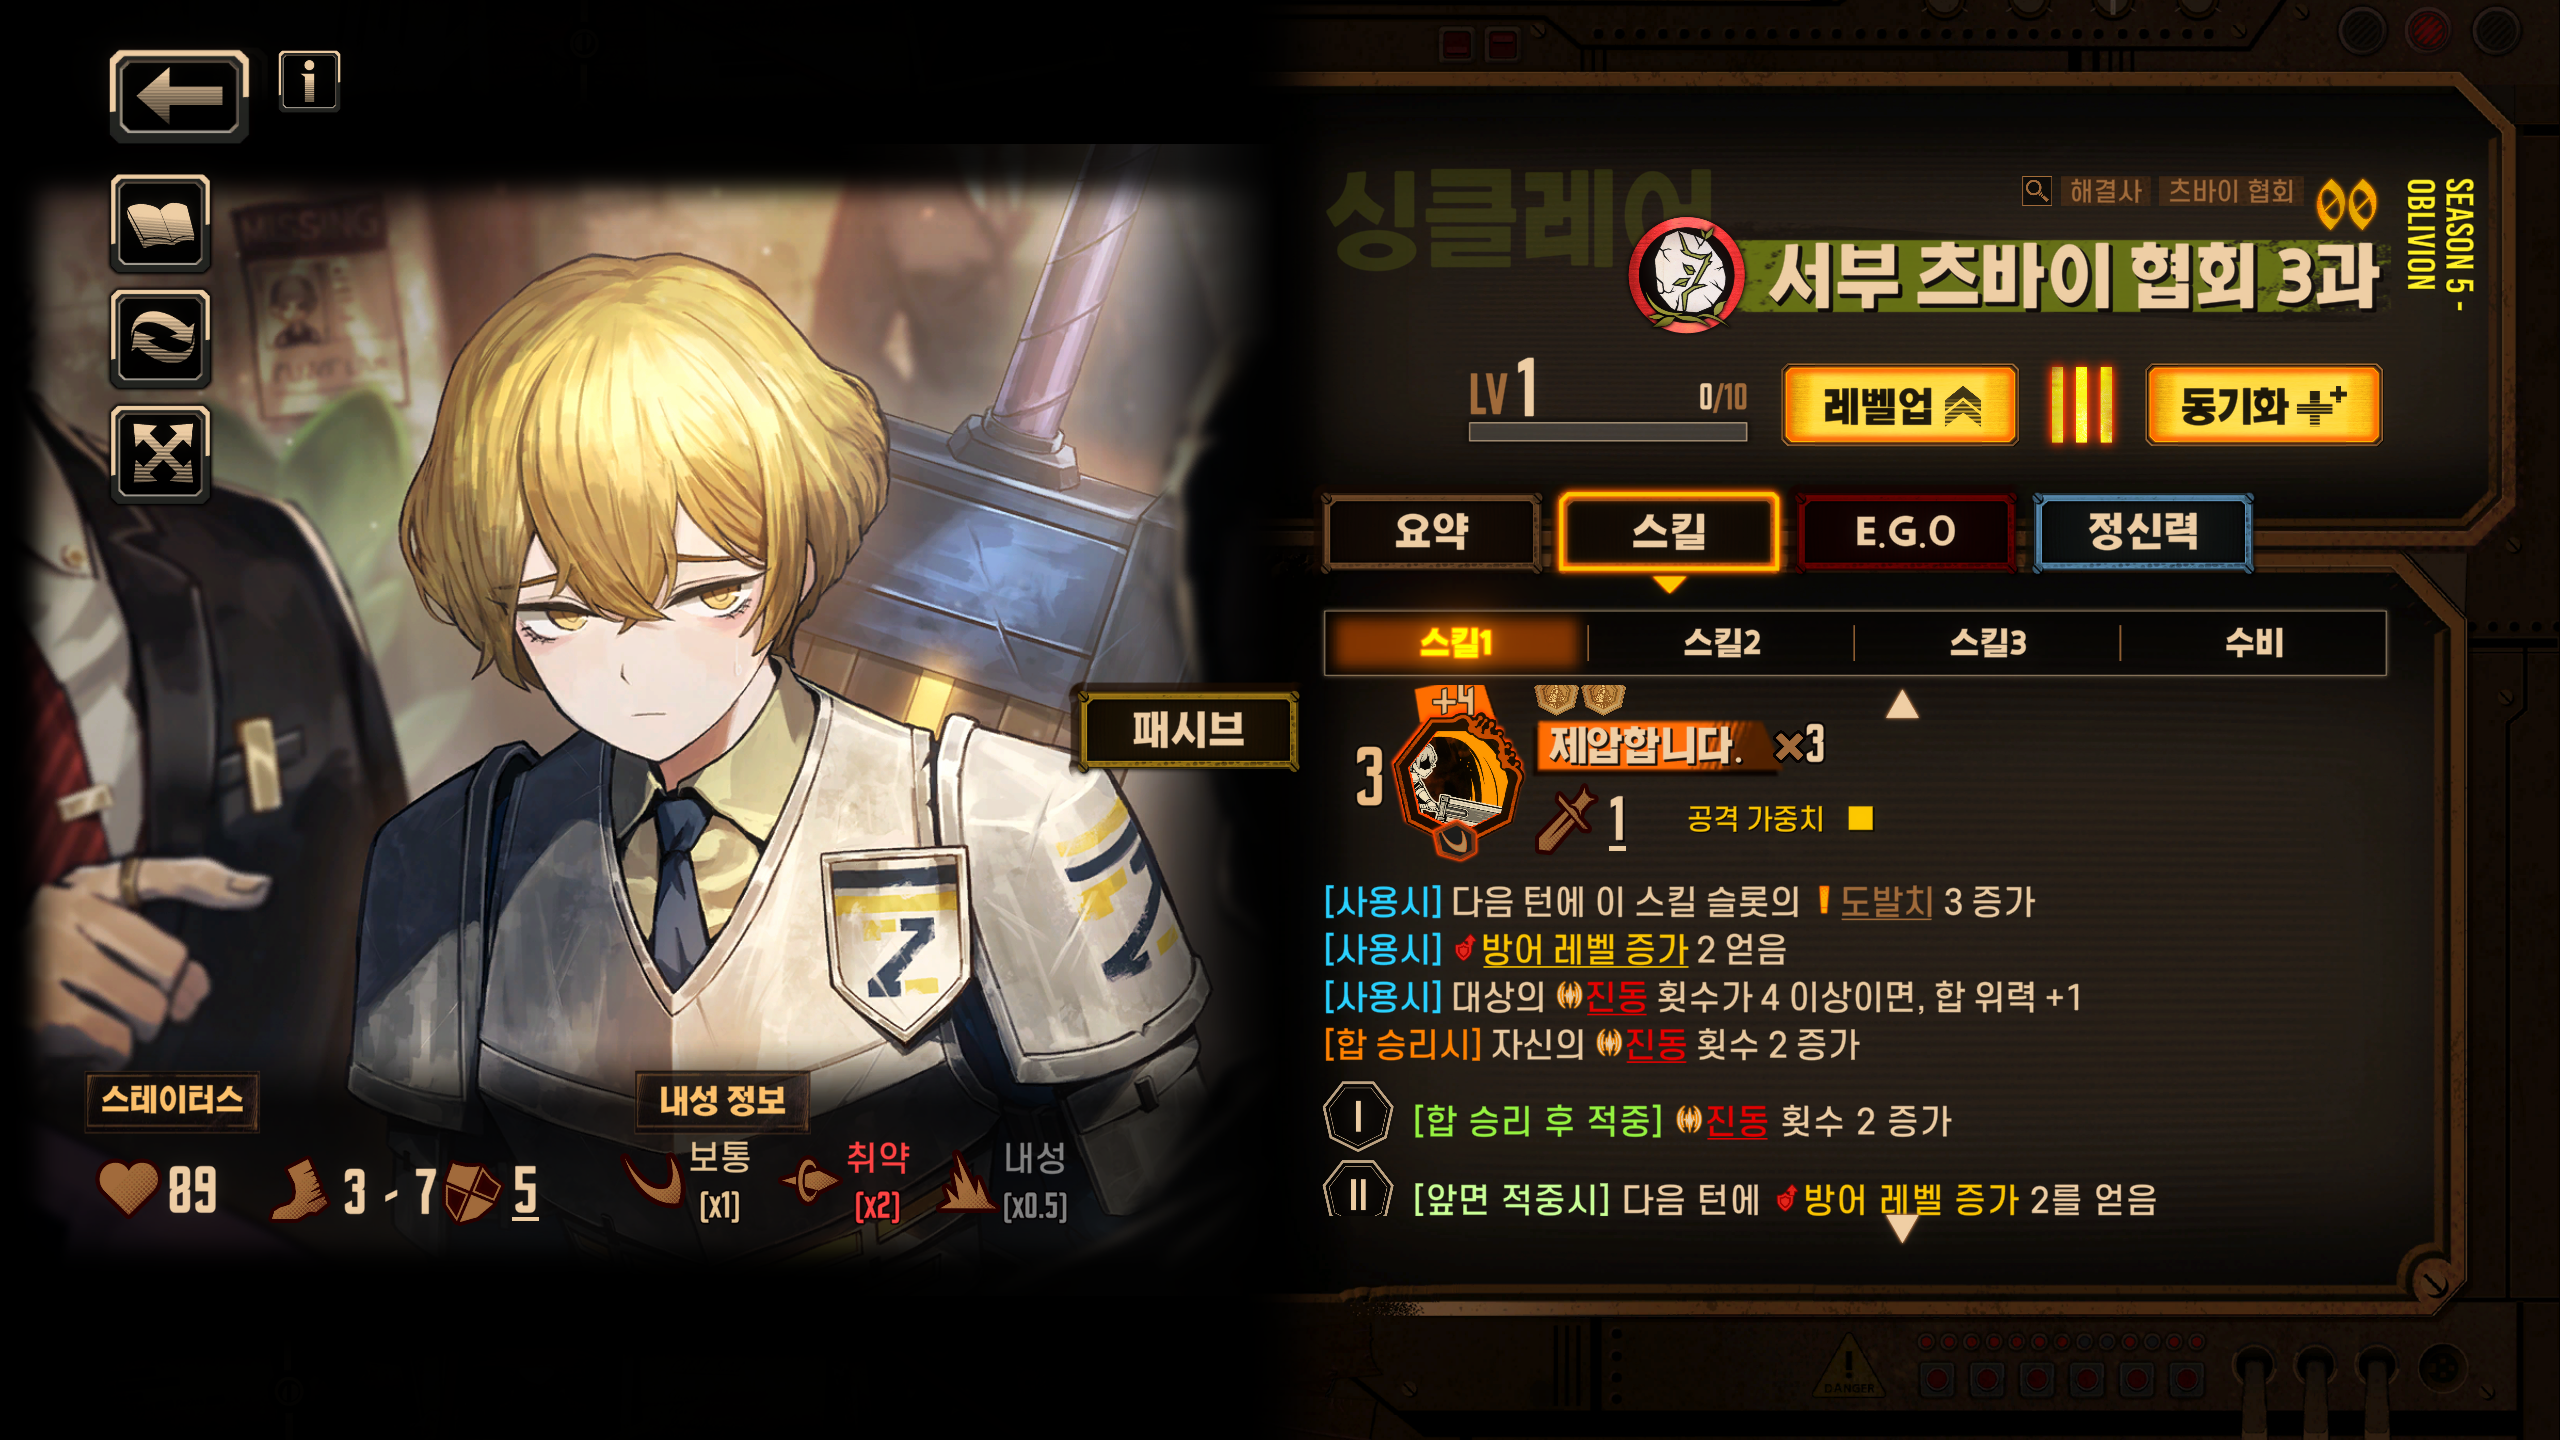 싱클레어
해결사 츠바이 협회
서부 츠바이 협회 3과
SEASON 5 -
OBLIVION
LV 1 0/10
레벨업
동기화
요약 스킬 E.G.O 정신력
스킬1 스킬2 스킬3 수비
+4
3
제압합니다. ×3
1
공격 가중치
[사용시] 다음 턴에 이 스킬 슬롯의 도발치 3 증가
[사용시] 방어 레벨 증가 2 얻음
[사용시] 대상의 진동 횟수가 4 이상이면, 합 위력 +1
[합 승리시] 자신의 진동 횟수 2 증가
I [합 승리 후 적중] 진동 횟수 2 증가
II [앞면 적중시] 다음 턴에 방어 레벨 증가 2를 얻음
패시브
MISSING
Z
스테이터스
89 3 - 7 5
내성 정보
보통 [x1]
취약 [x2]
내성 [x0.5]
DANGER